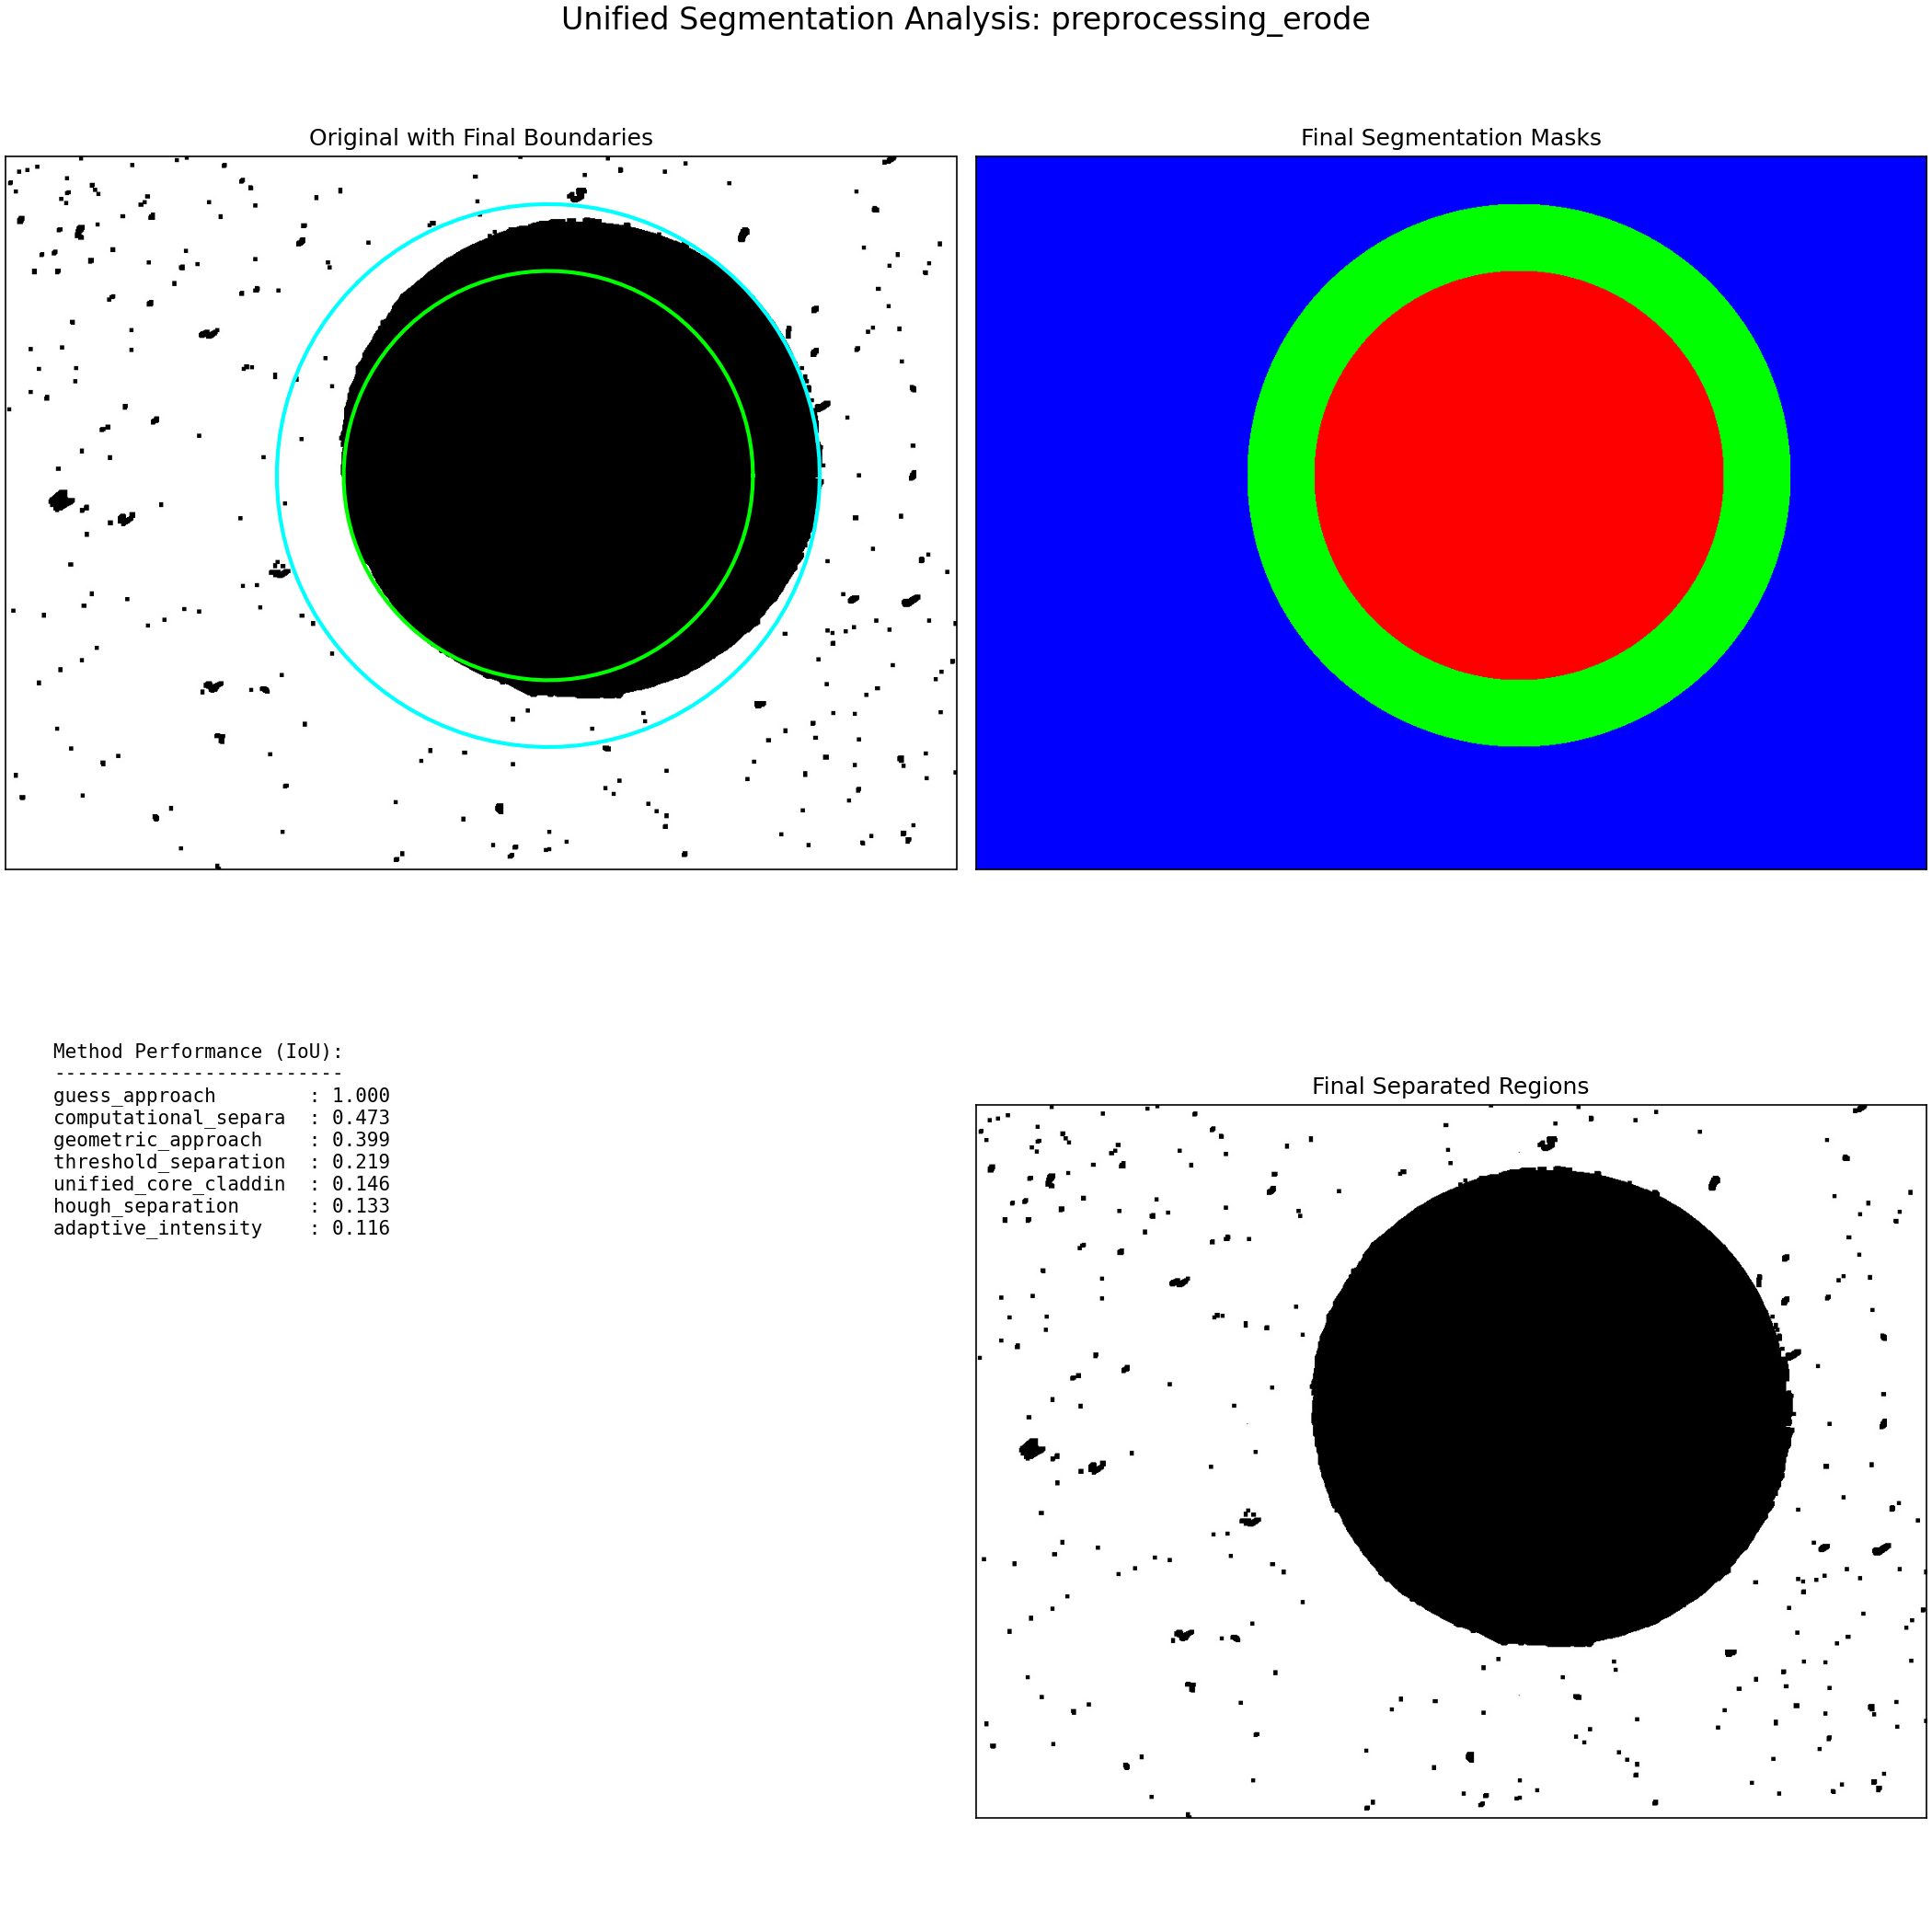 Unified Segmentation Analysis: preprocessing_erode
Original with Final Boundaries
Final Segmentation Masks
Method Performance (IoU):
-------------------------
guess_approach        : 1.000
computational_separa  : 0.473
geometric_approach    : 0.399
threshold_separation  : 0.219
unified_core_claddin  : 0.146
hough_separation      : 0.133
adaptive_intensity    : 0.116
Final Separated Regions